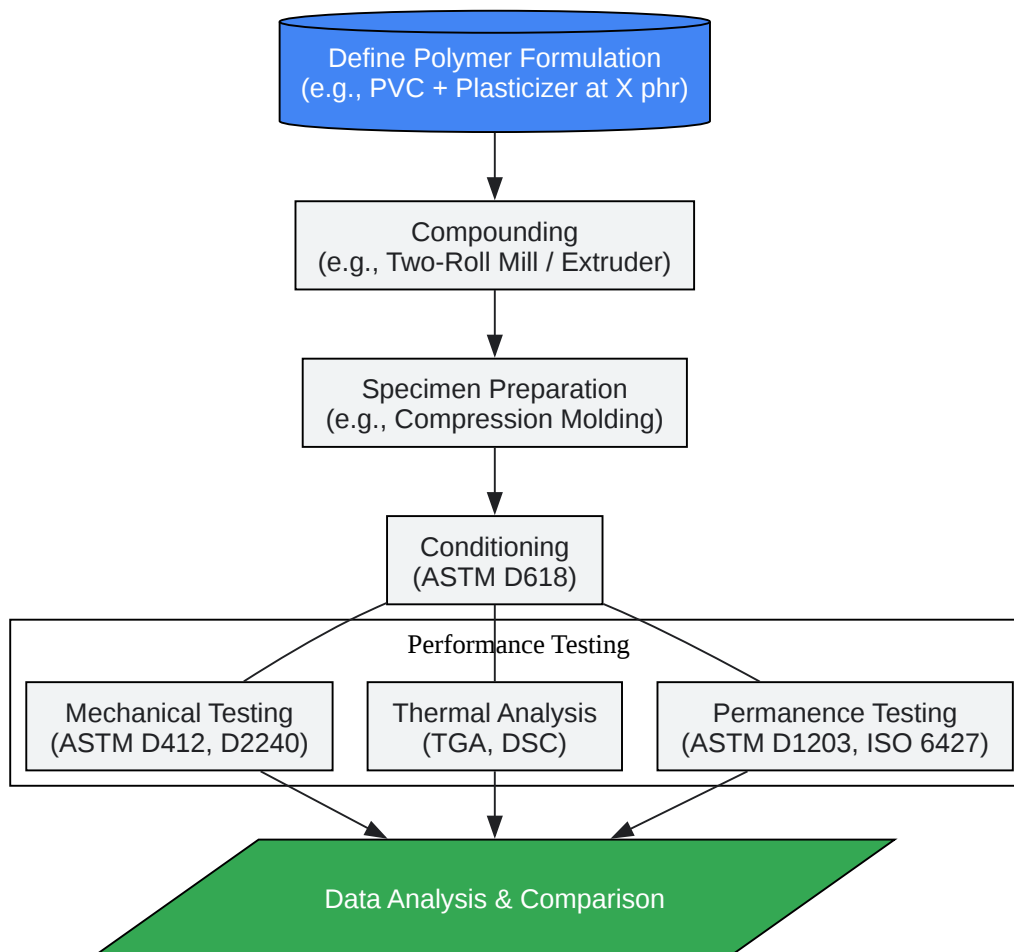 Define Polymer Formulation
(e.g., PVC + Plasticizer at X phr)
Compounding
(e.g., Two-Roll Mill / Extruder)
Specimen Preparation
(e.g., Compression Molding)
Conditioning
(ASTM D618)
Performance Testing
Mechanical Testing
(ASTM D412, D2240)
Thermal Analysis
(TGA, DSC)
Permanence Testing
(ASTM D1203, ISO 6427)
Data Analysis & Comparison